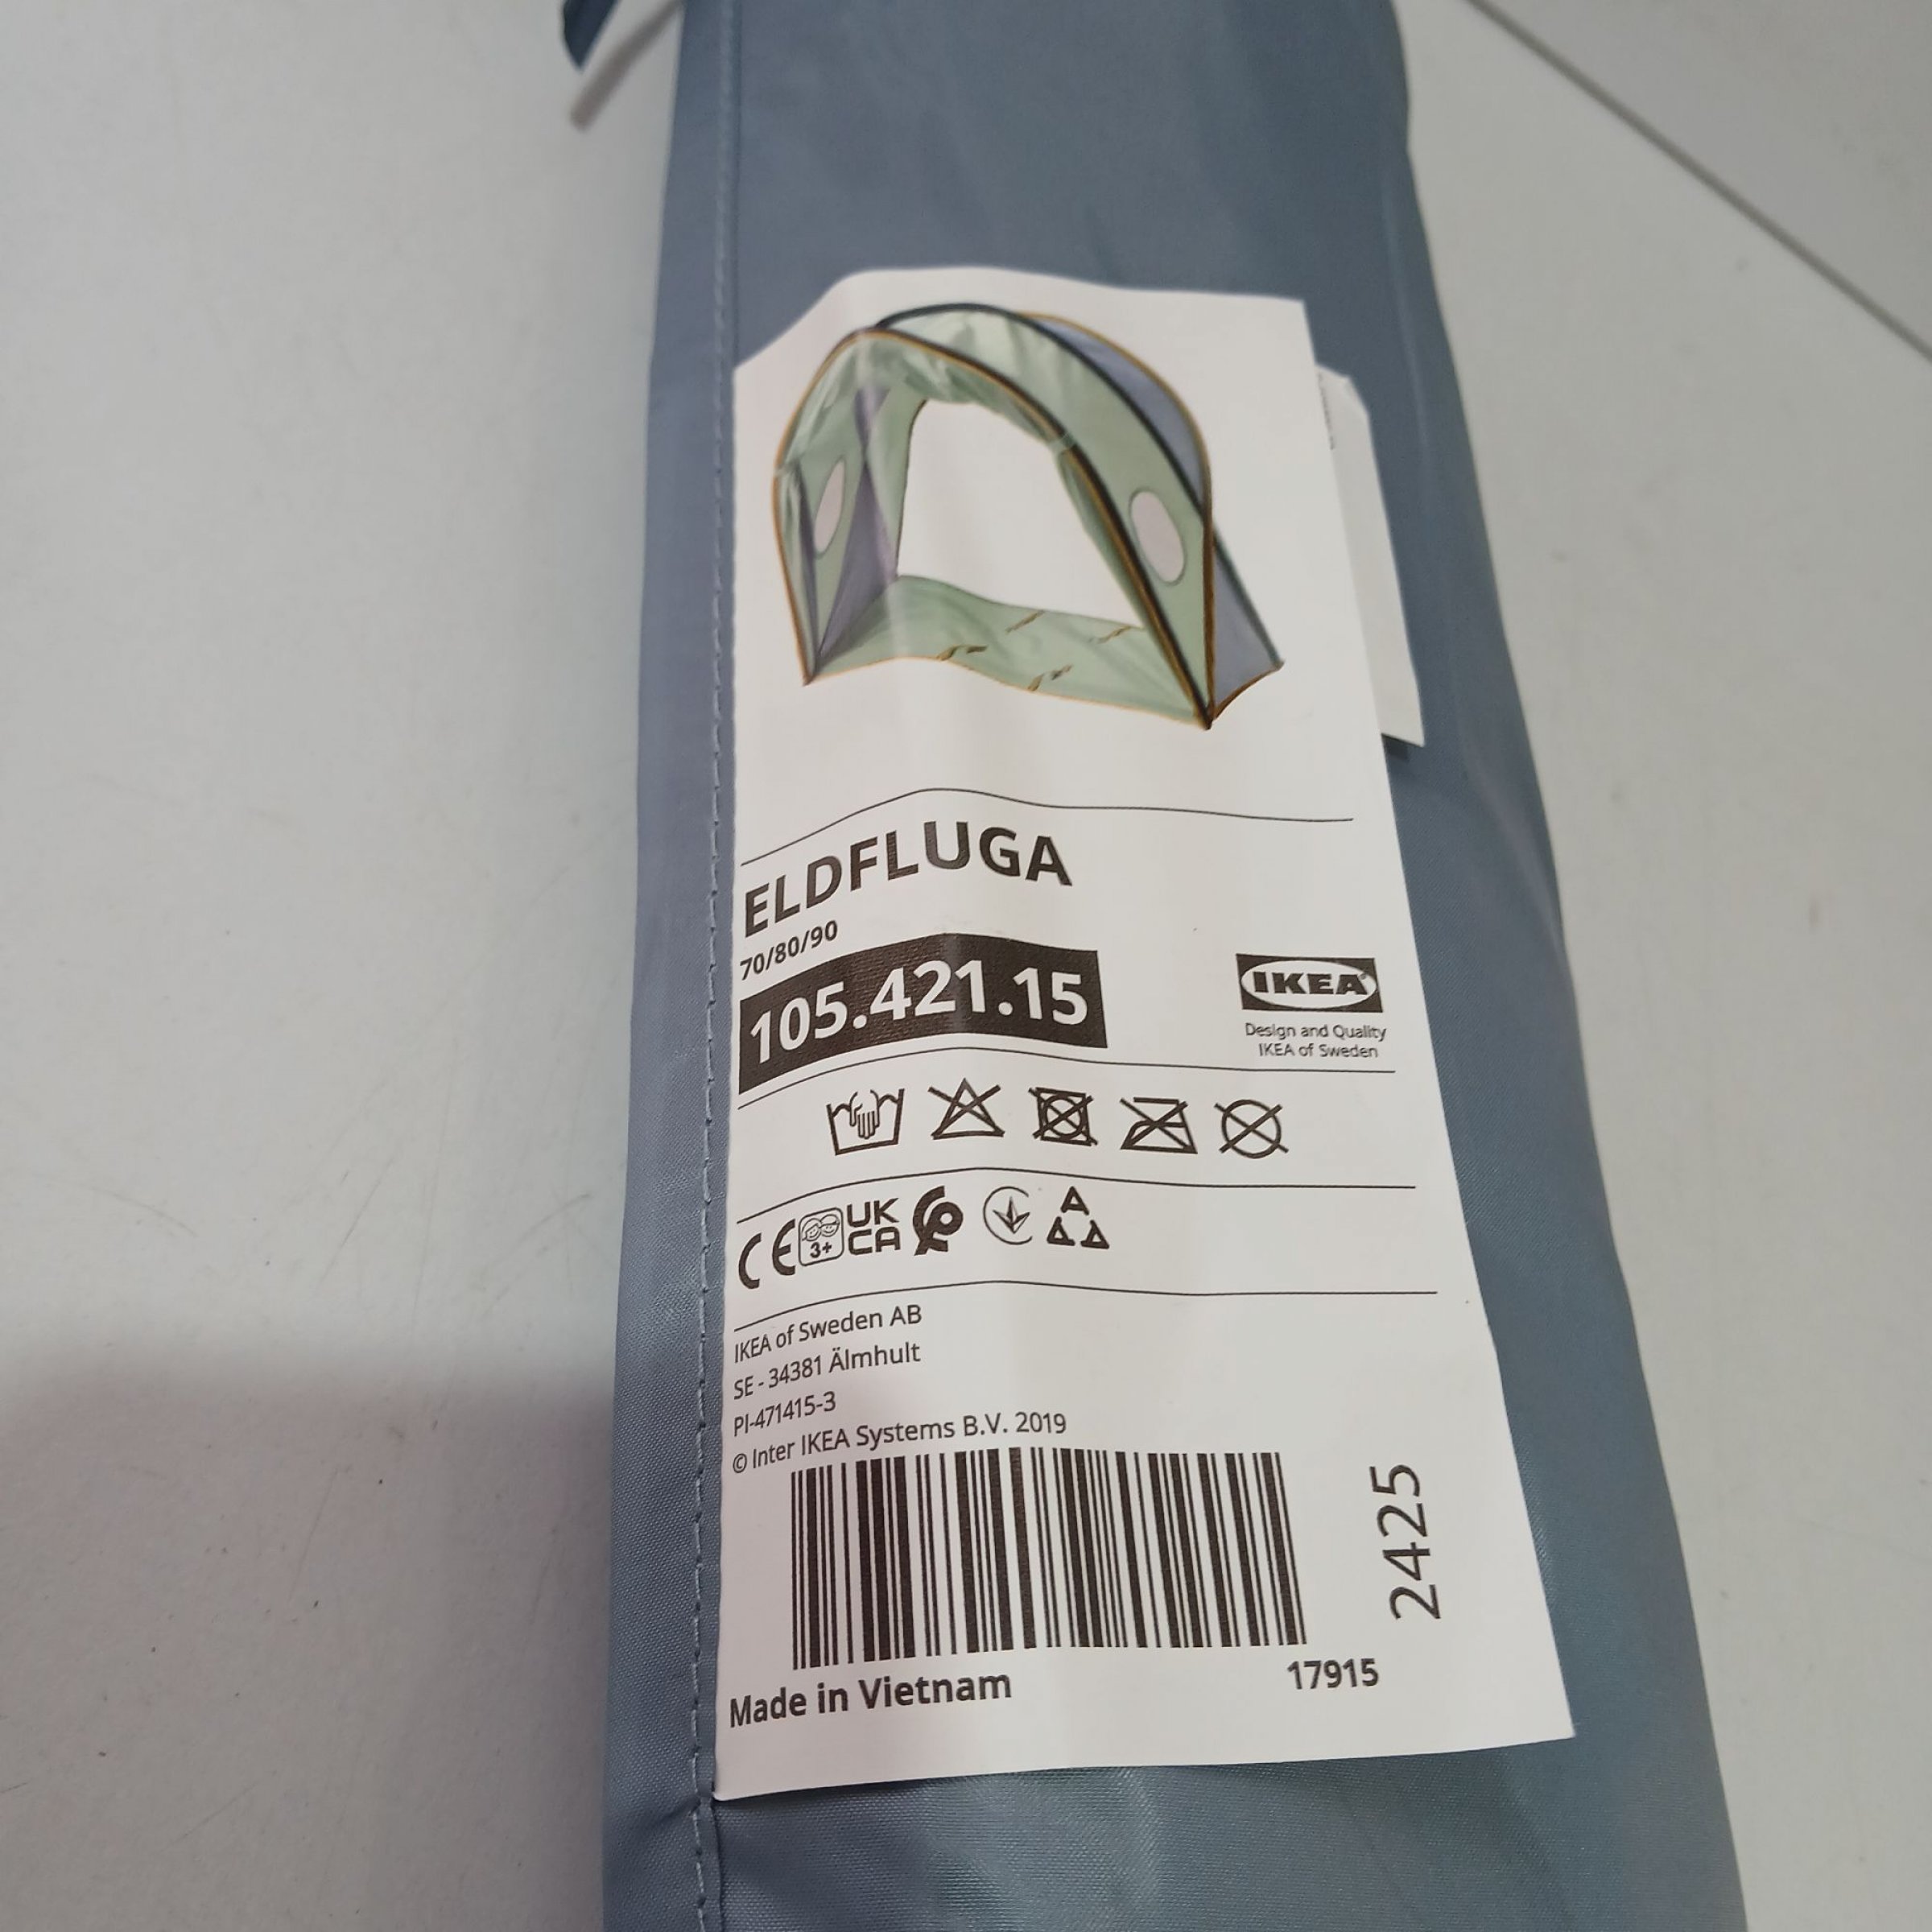 ELDFLUGA
70/80/90
105.421.15
IKEA
Design and Quality
IKEA of Sweden
CE
3+
UK
CA
IKEA of Sweden AB
SE - 34381 Älmhult
PI-471415-3
© Inter IKEA Systems B.V. 2019
2425
Made in Vietnam
17915